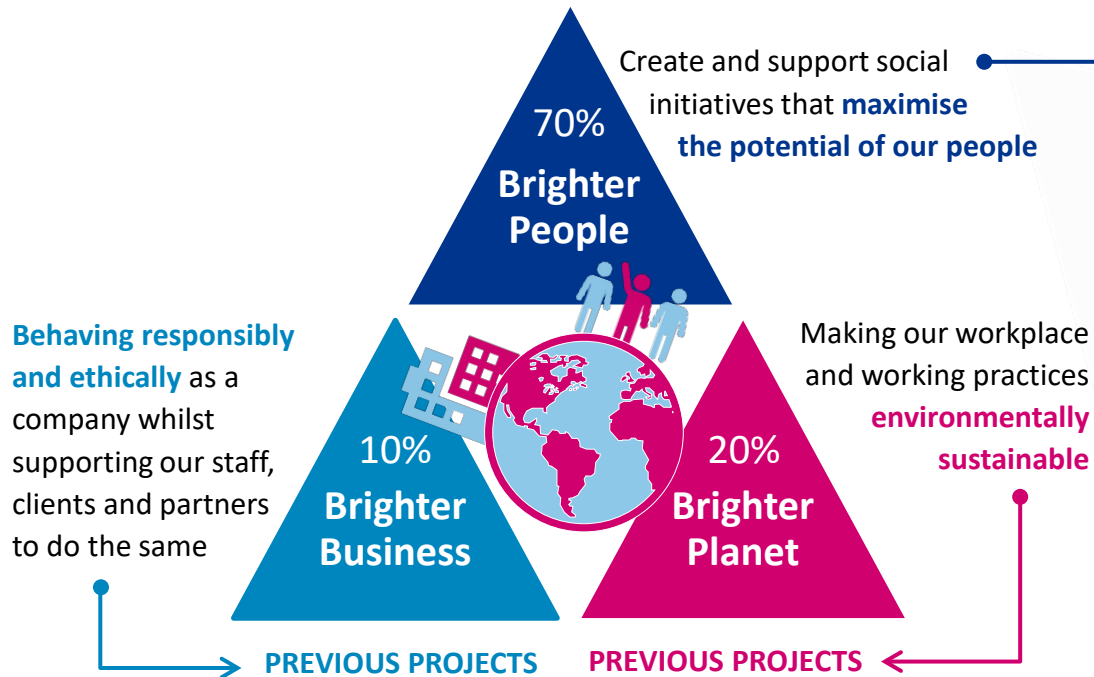 Create and support social
initiatives that maximise
the potential of our people
70%
Brighter
People
Behaving responsibly
and ethically as a
company whilst
supporting our staff,
clients and partners
to do the same
10%
Brighter
Business
20%
Brighter
Planet
Making our workplace
and working practices
environmentally
sustainable
PREVIOUS PROJECTS
PREVIOUS PROJECTS